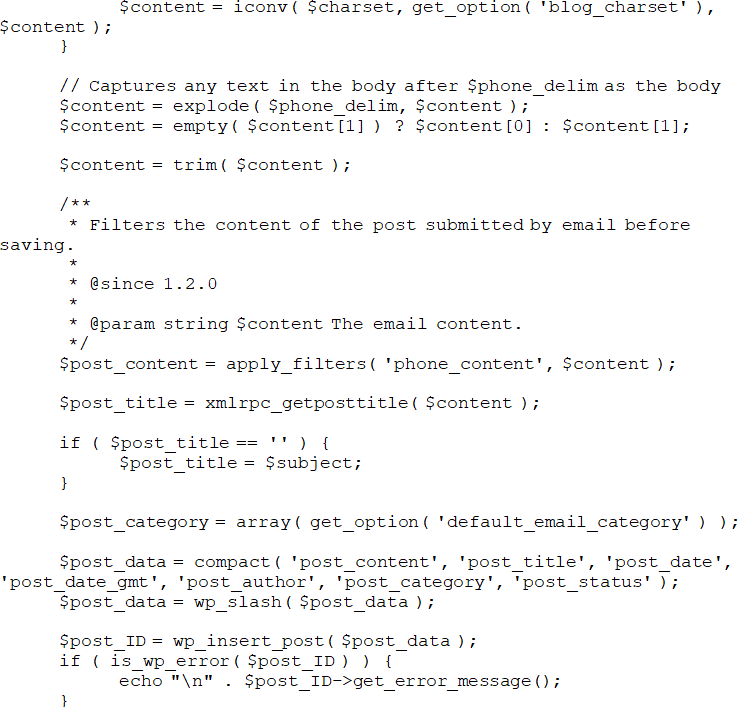 $content = iconv( $charset, get_option( 'blog_charset' ),
$content );
}
// Captures any text in the body after $phone_delim as the body
$content = explode( $phone_delim, $content );
$content = empty( $content[1] ) ? $content[0] : $content[1];
$content = trim( $content );
/**
* Filters the content of the post submitted by email before
saving.
*
* @since 1.2.0
*
* @param string $content The email content.
*/
$post_content = apply_filters( 'phone_content', $content );
$post_title = xmlrpc_getposttitle( $content );
if ( $post_title == '' ) {
$post_title = $subject;
}
$post_category = array( get_option( 'default_email_category' ) );
$post_data = compact( 'post_content', 'post_title', 'post_date',
'post_date_gmt', 'post_author', 'post_category', 'post_status' );
$post_data = wp_slash( $post_data );
$post_ID = wp_insert_post( $post_data );
if ( is_wp_error( $post_ID ) ) {
echo "\n" . $post_ID->get_error_message();
}